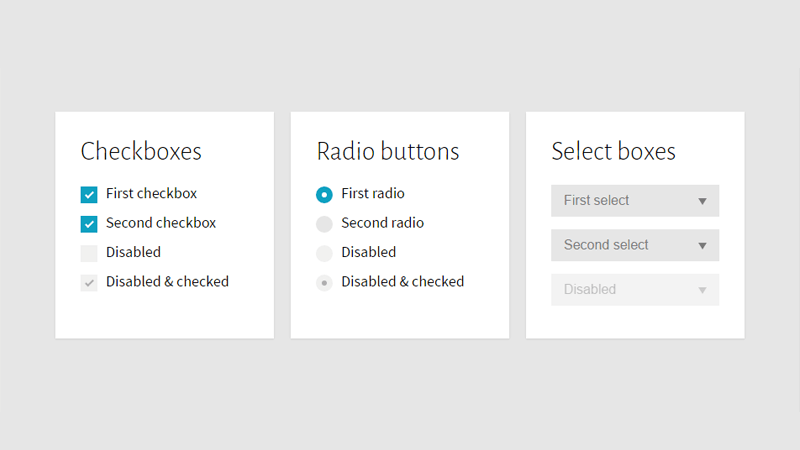 Checkboxes
First checkbox
Second checkbox
Disabled
Disabled & checked
Radio buttons
First radio
Second radio
Disabled
Disabled & checked
Select boxes
First select
Second select
Disabled